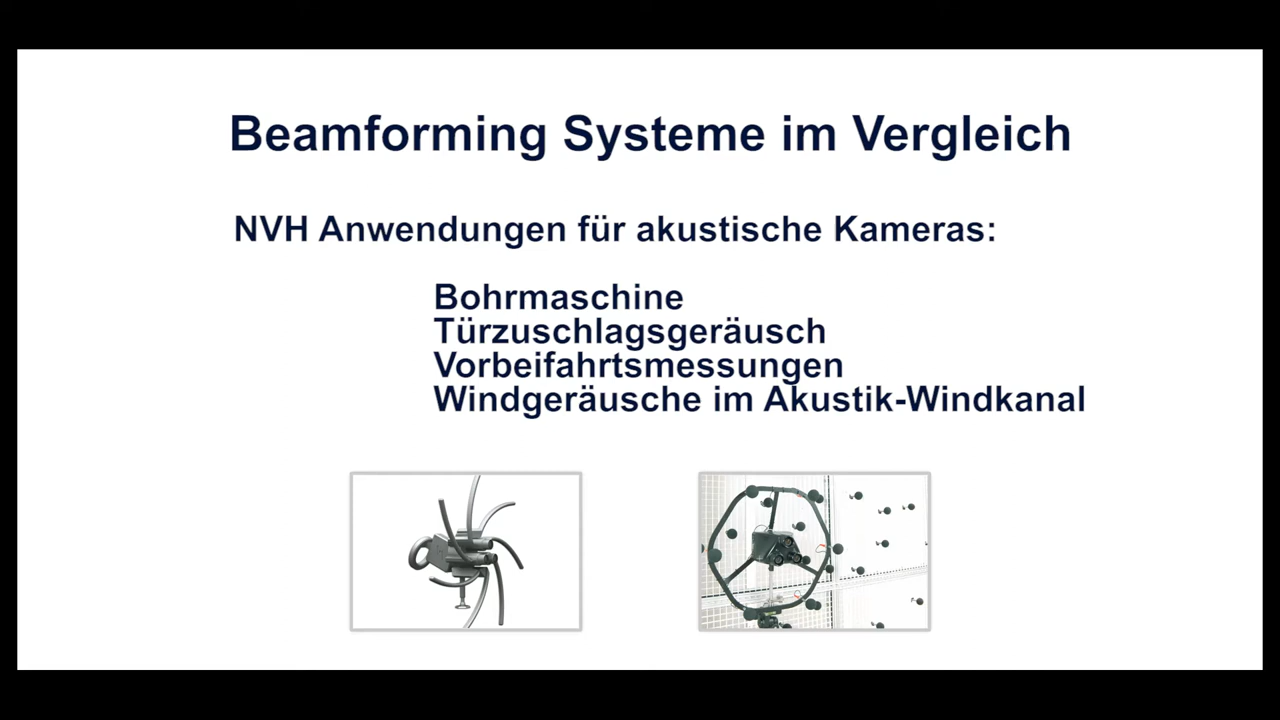 Beamforming Systeme im Vergleich
NVH Anwendungen für akustische Kameras:
Bohrmaschine
Türzuschlagsgeräusch
Vorbeifahrtsmessungen
Windgeräusche im Akustik-Windkanal